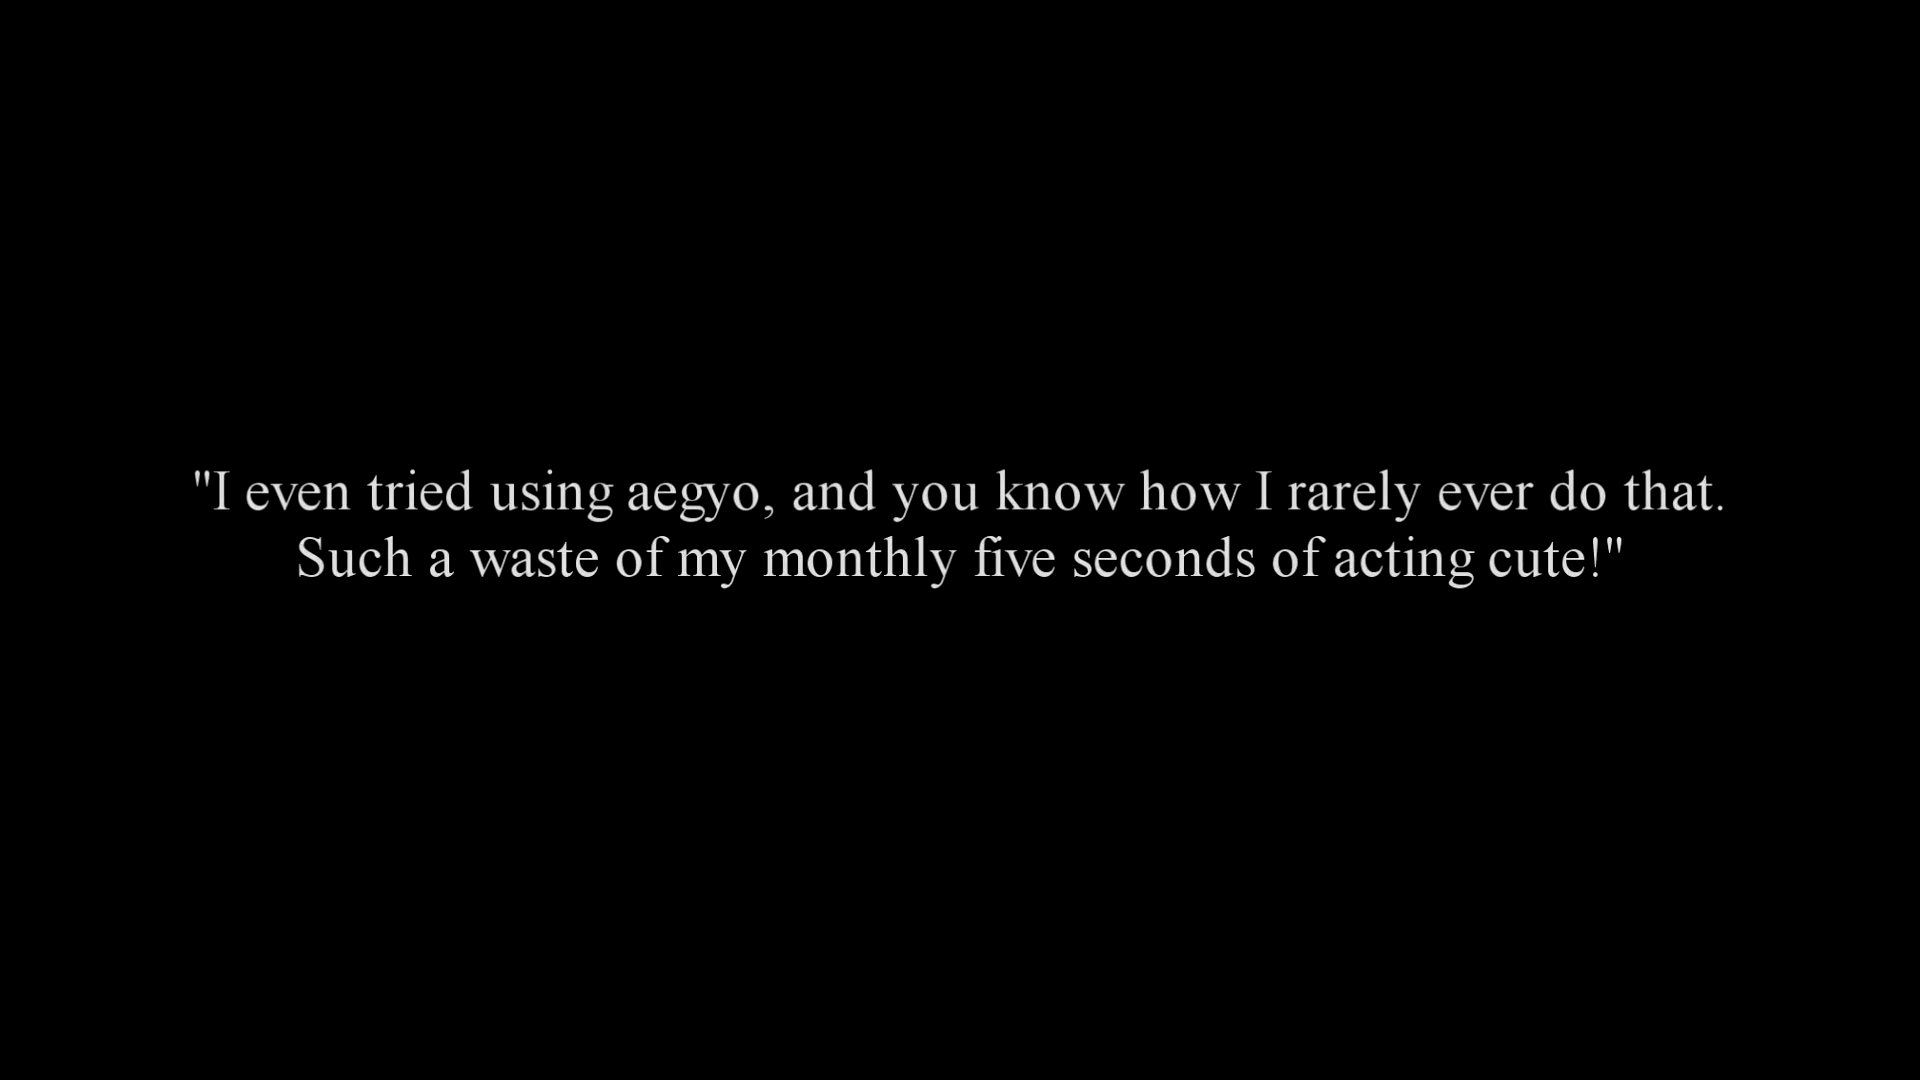 "I even tried using aegyo, and you know how I rarely ever do that.
Such a waste of my monthly five seconds of acting cute!"